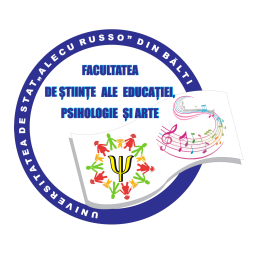 UNIVERSITATEA DE STAT „ALECU RUSSO” DIN BĂLȚI
FACULTATEA
DE ȘTIINȚE ALE EDUCAȚIEI,
PSIHOLOGIE ȘI ARTE
Ψ